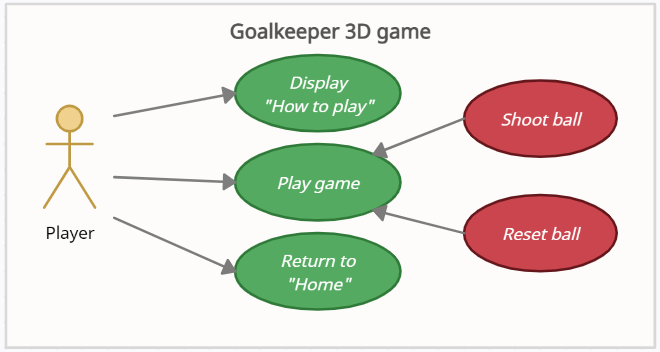 Goalkeeper 3D game
Display
"How to play"
Shoot ball
Play game
Player
Reset ball
Return to
"Home"